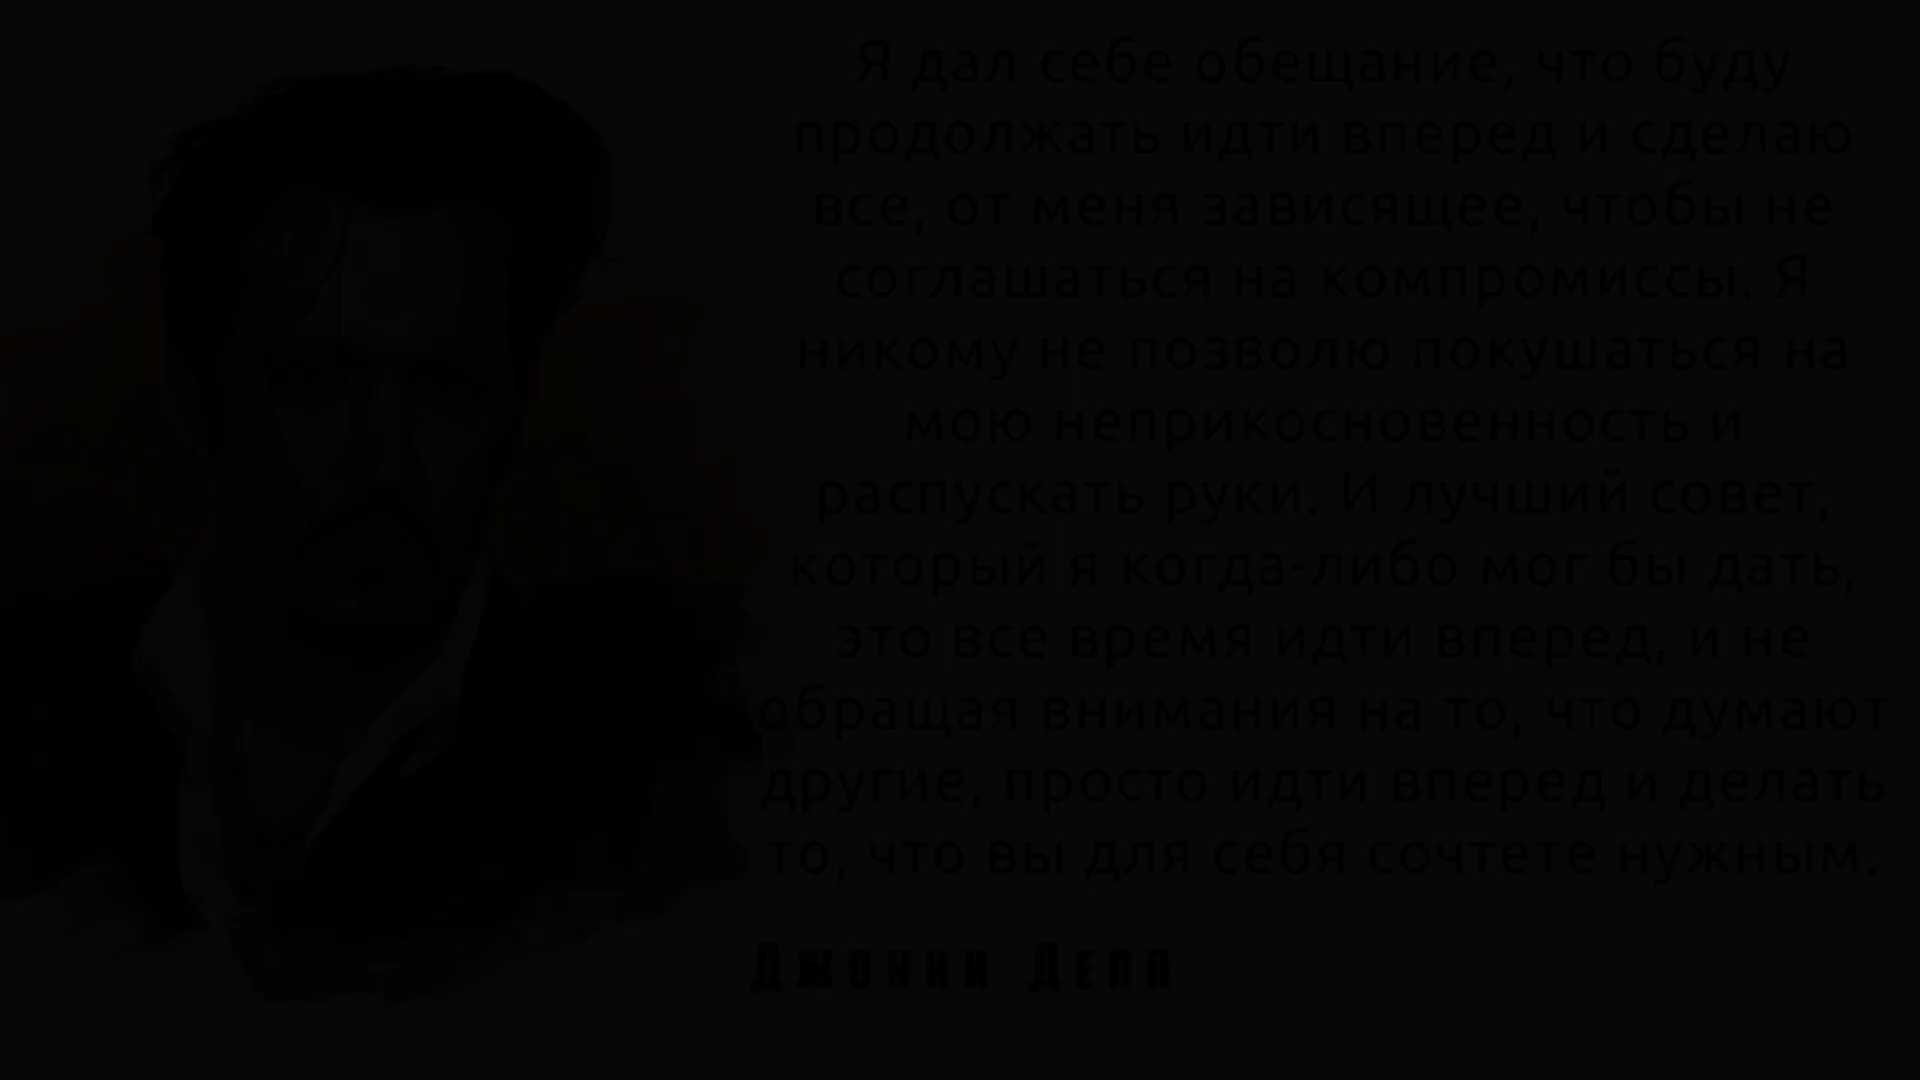 Я дал себе обещание, что буду
продолжать идти вперед и сделаю
все, от меня зависящее, чтобы не
соглашаться на компромиссы. Я
никому не позволю покушаться на
мою неприкосновенность и
распускать руки. И лучший совет,
который я когда-либо мог бы дать,
это все время идти вперед, и не
обращая внимания на то, что думают
другие, просто идти вперед и делать
то, что вы для себя сочтете нужным.
Джонни Депп